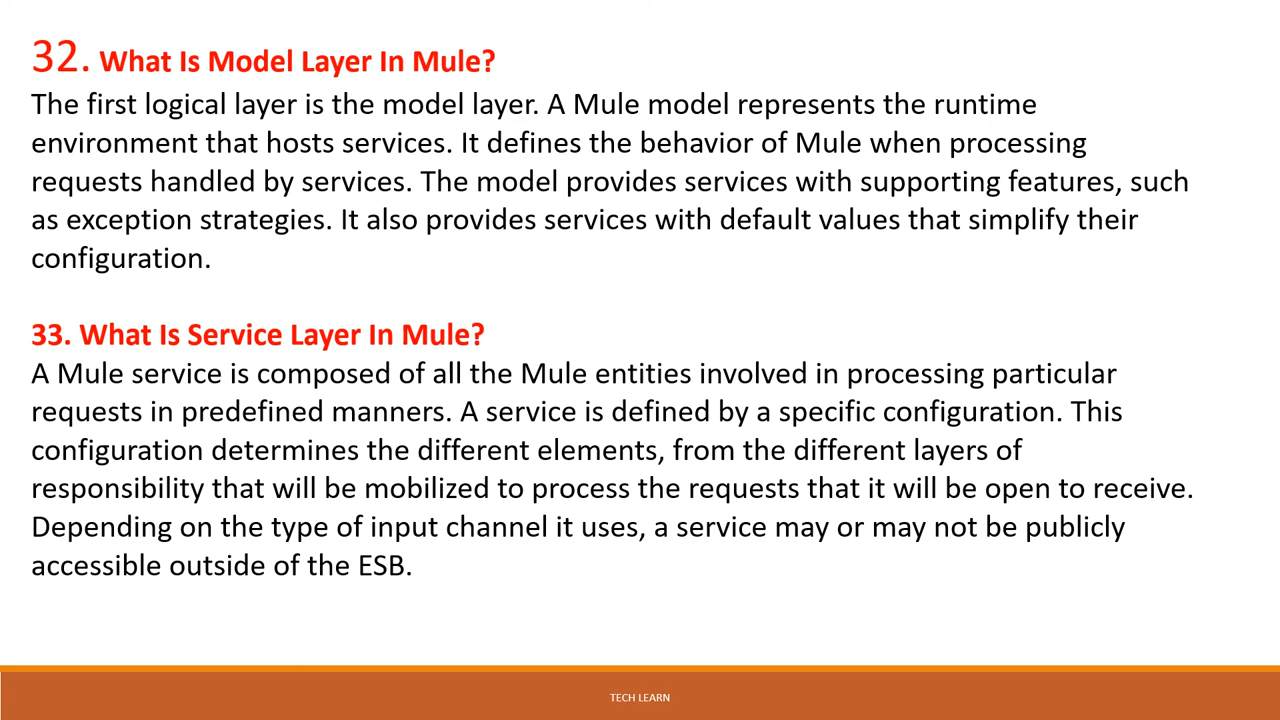 32. What Is Model Layer In Mule?
The first logical layer is the model layer. A Mule model represents the runtime
environment that hosts services. It defines the behavior of Mule when processing
requests handled by services. The model provides services with supporting features, such
as exception strategies. It also provides services with default values that simplify their
configuration.
33. What Is Service Layer In Mule?
A Mule service is composed of all the Mule entities involved in processing particular
requests in predefined manners. A service is defined by a specific configuration. This
configuration determines the different elements, from the different layers of
responsibility that will be mobilized to process the requests that it will be open to receive.
Depending on the type of input channel it uses, a service may or may not be publicly
accessible outside of the ESB.
TECH LEARN